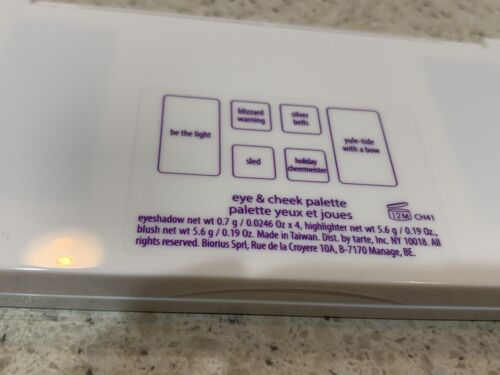 be the light
blizzard
warning
silver
bells
yule-tide
with a bow
sled
holiday
cheermeister
eye & cheek palette
palette yeux et joues
12M CH41
eyeshadow net wt 0.7 g / 0.0246 Oz x 4, highlighter net wt 5.6 g / 0.19 Oz.,
blush net wt 5.6 g / 0.19 Oz. Made in Taiwan. Dist. by tarte, Inc. NY 10018. All
rights reserved. Biorius Sprl, Rue de la Croyere 10A, B-7170 Manage, BE.